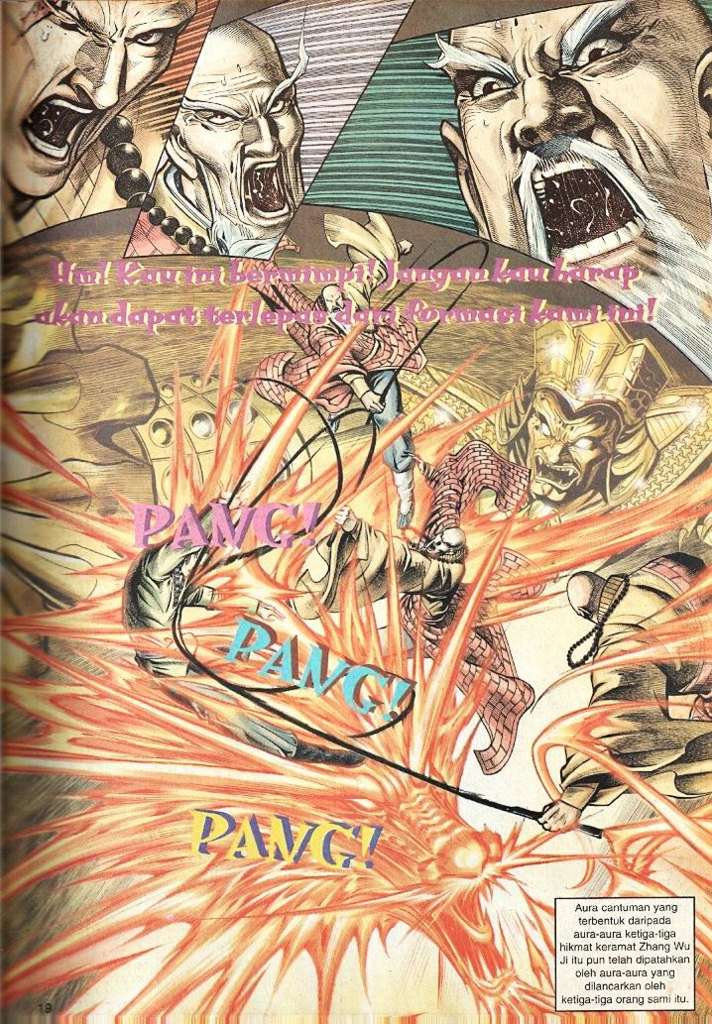 Hm! Kau ini bermimpi! Jangan kau harap
akan dapat terlepas dari formasi kami ini!
PANG!
PANG!
PANG!
Aura cantuman yang
terbentuk daripada
aura-aura ketiga-tiga
hikmat keramat Zhang Wu
Ji itu pun telah dipatahkan
oleh aura-aura yang
dilancarkan oleh
ketiga-tiga orang sami itu.
19